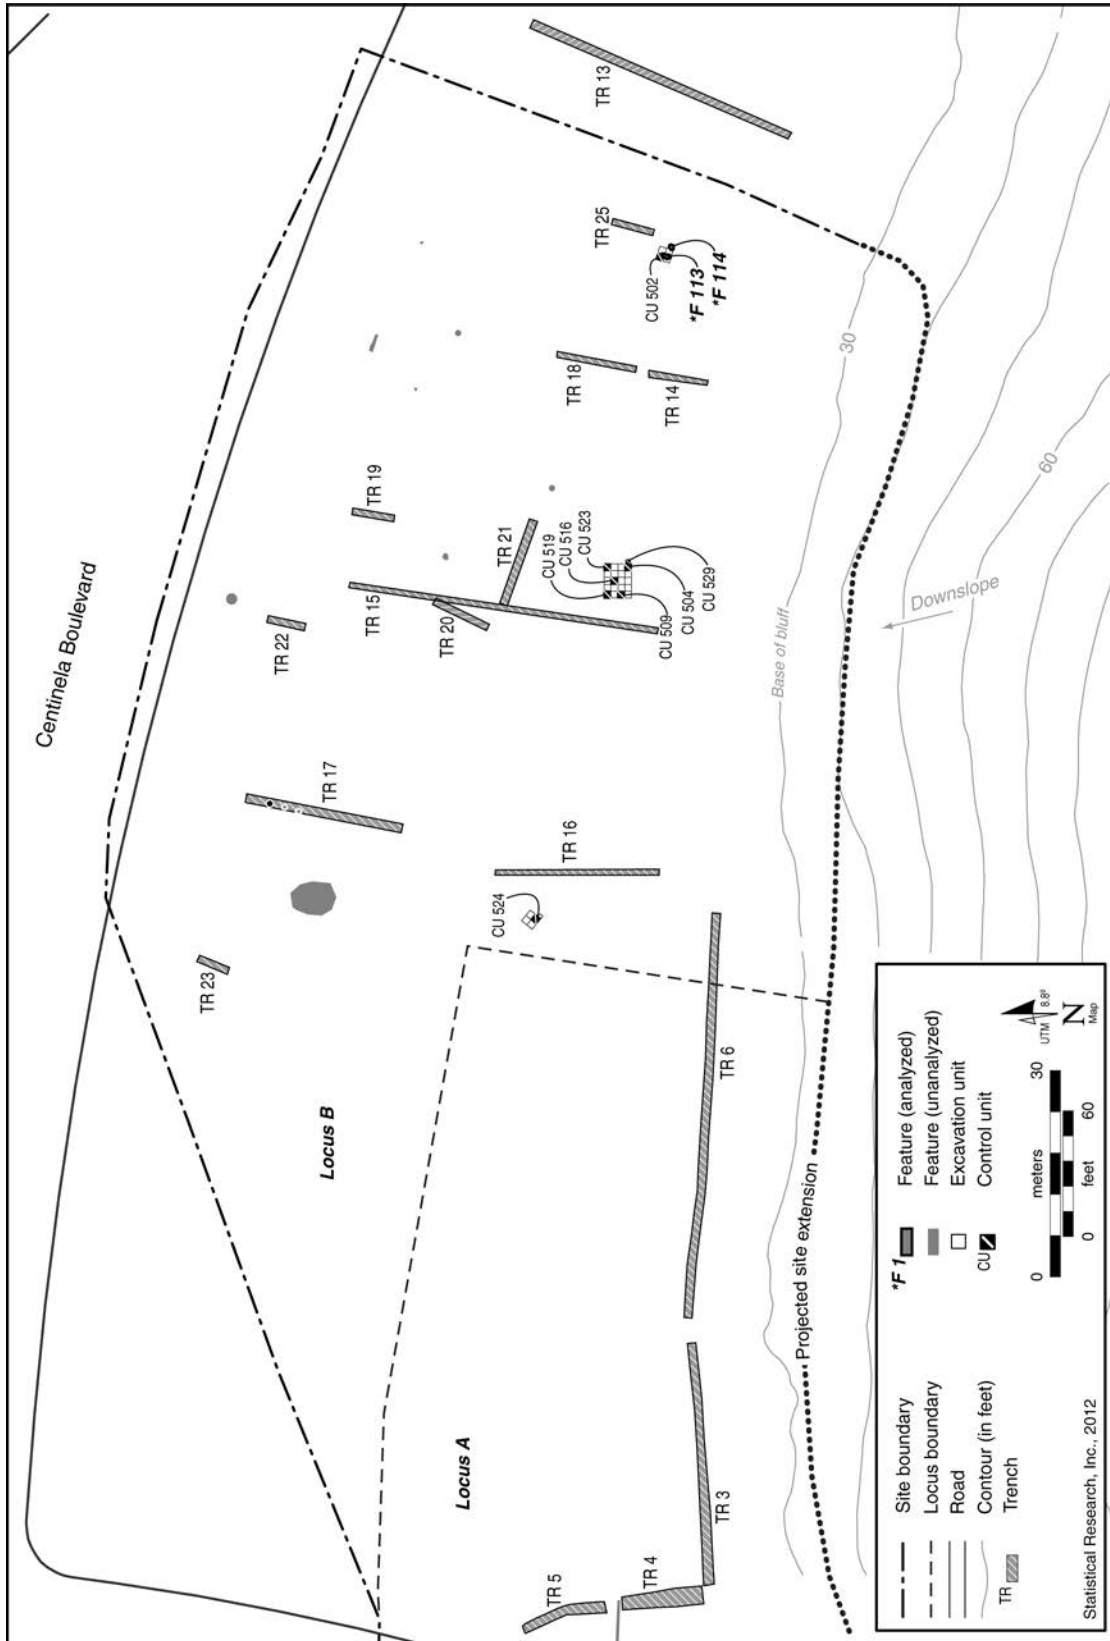 Centinela Boulevard
TR 13
TR 25
CU 502
*F 113
*F 114
TR 18
TR 14
TR 19
TR 21
CU 519
CU 516
CU 523
TR 15
TR 20
CU 509
CU 504
CU 529
TR 22
TR 17
TR 16
CU 524
TR 23
TR 6
Locus B
Locus A
TR 3
TR 4
TR 5
30
60
Base of bluff
Downslope
Projected site extension
Site boundary
Locus boundary
Road
Contour (in feet)
TR Trench
*F 1 Feature (analyzed)
Feature (unanalyzed)
Excavation unit
CU Control unit
0 meters 30
0 feet 60
UTM 8.8º
N
Map
Statistical Research, Inc., 2012